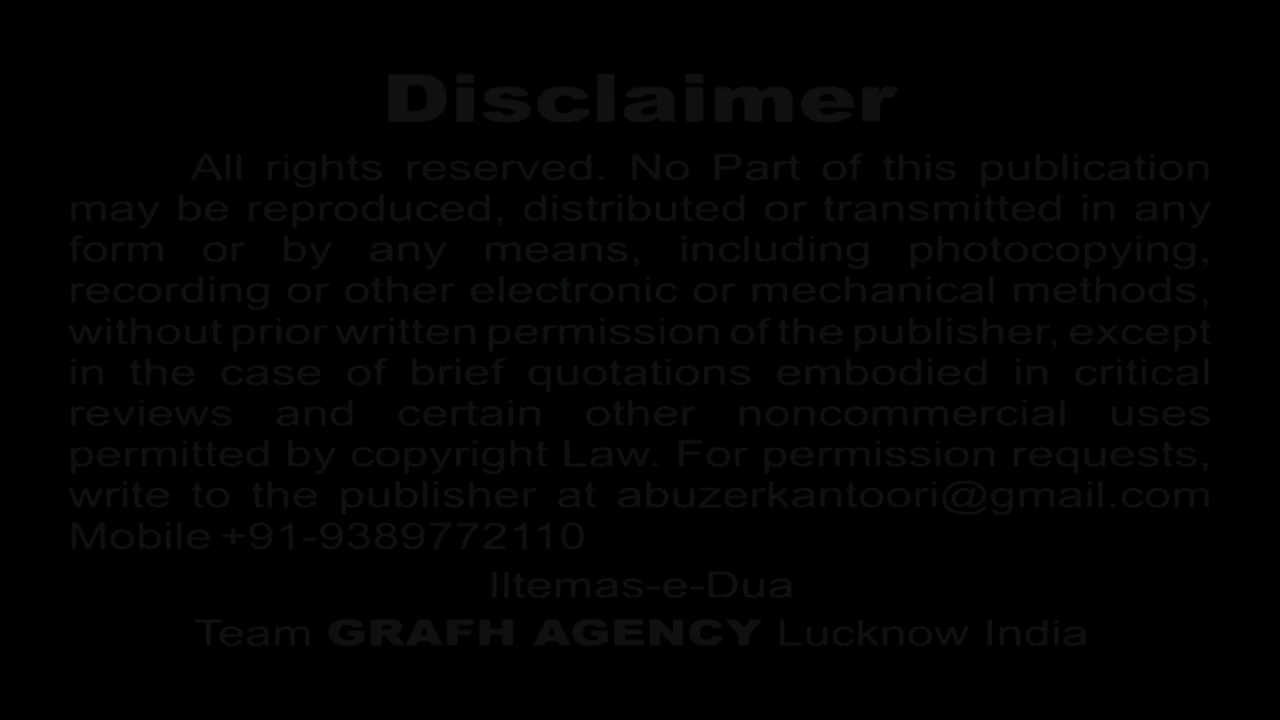 Disclaimer
All rights reserved. No Part of this publication
may be reproduced, distributed or transmitted in any
form or by any means, including photocopying,
recording or other electronic or mechanical methods,
without prior written permission of the publisher, except
in the case of brief quotations embodied in critical
reviews and certain other noncommercial uses
permitted by copyright Law. For permission requests,
write to the publisher at abuzerkantoori@gmail.com
Mobile +91-9389772110
IItemas-e-Dua
Team GRAFH AGENCY Lucknow India